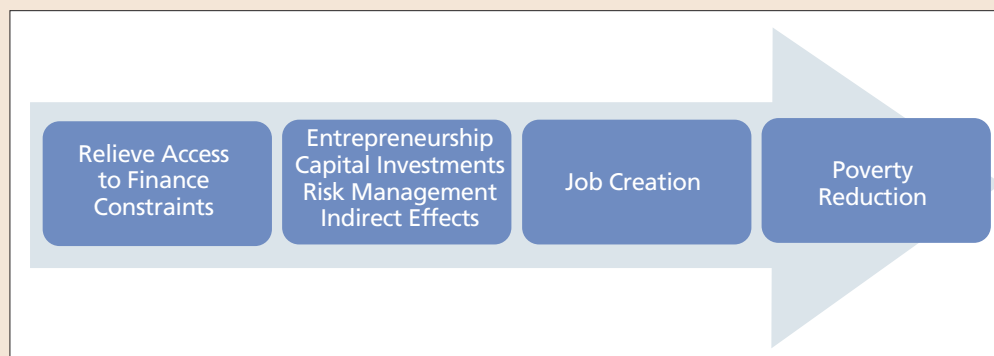 Relieve Access
to Finance
Constraints
Entrepreneurship
Capital Investments
Risk Management
Indirect Effects
Job Creation
Poverty
Reduction